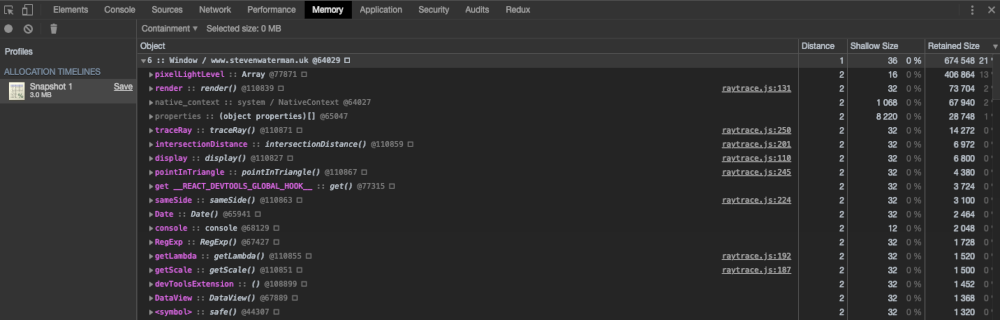 Elements Console Sources Network Performance Memory Application Security Audits Redux
Containment ▼ Selected size: 0 MB
Profiles
ALLOCATION TIMELINES
Snapshot 1 Save
3.0 MB
Object Distance Shallow Size Retained Size
▼6 :: Window / www.stevenwaterman.uk @64029 1 36 0 % 674 548 21
▶pixelLightLevel :: Array @77871 2 16 0 % 406 864 13
▶render :: render() @110839 raytrace.js:131 2 32 0 % 73 704 2
▶native_context :: system / NativeContext @64027 2 1 068 0 % 67 940 2
▶properties :: (object properties)[] @65047 2 8 220 0 % 28 748 1
▶traceRay :: traceRay() @110871 raytrace.js:250 2 32 0 % 14 272 0
▶intersectionDistance :: intersectionDistance() @110859 raytrace.js:201 2 32 0 % 6 972 0
▶display :: display() @110827 raytrace.js:110 2 32 0 % 6 800 0
▶pointInTriangle :: pointInTriangle() @110867 raytrace.js:245 2 32 0 % 4 380 0
▶get __REACT_DEVTOOLS_GLOBAL_HOOK__ :: get() @77315 2 32 0 % 3 724 0
▶sameSide :: sameSide() @110863 raytrace.js:224 2 32 0 % 3 100 0
▶Date :: Date() @65941 2 32 0 % 2 464 0
▶console :: console @68129 2 12 0 % 2 048 0
▶RegExp :: RegExp() @67427 2 32 0 % 1 728 0
▶getLambda :: getLambda() @110855 raytrace.js:192 2 32 0 % 1 520 0
▶getScale :: getScale() @110851 raytrace.js:187 2 32 0 % 1 500 0
▶devToolsExtension :: () @108899 2 32 0 % 1 452 0
▶DataView :: DataView() @67889 2 32 0 % 1 368 0
▶<symbol> :: safe() @44307 2 32 0 % 1 320 0